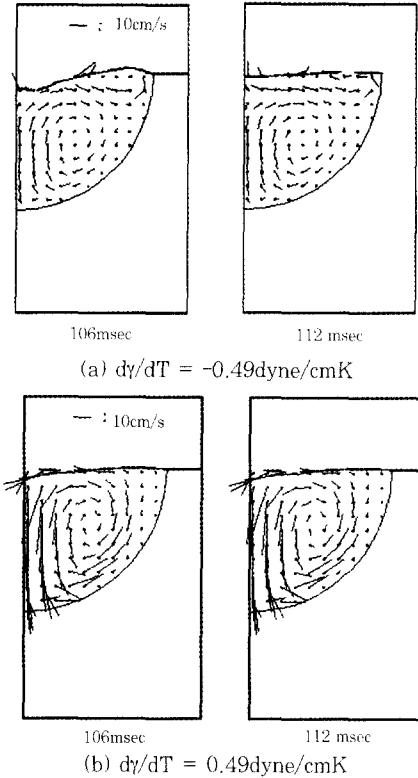 — : 10cm/s
106msec
112 msec
(a) dγ/dT = -0.49dyne/cmK
— : 10cm/s
106msec
112 msec
(b) dγ/dT = 0.49dyne/cmK